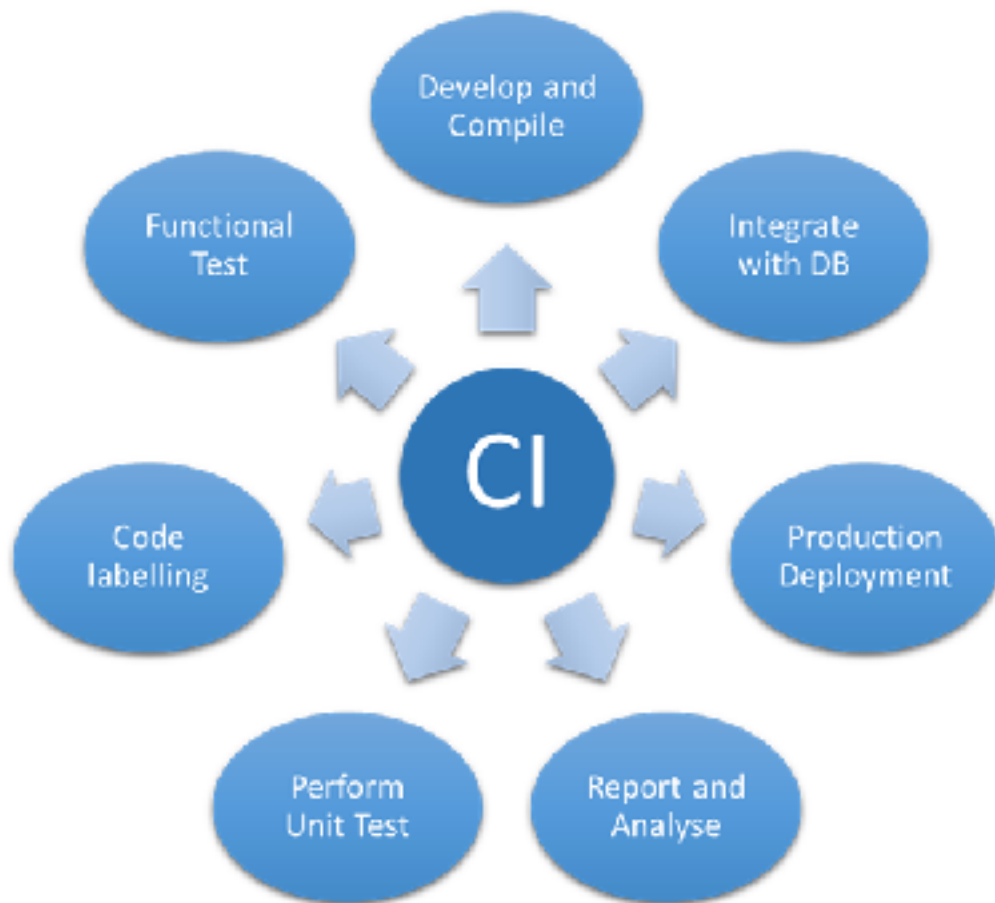 Develop and
Compile
Integrate
with DB
Production
Deployment
Report and
Analyse
Perform
Unit Test
Code
labelling
Functional
Test
CI